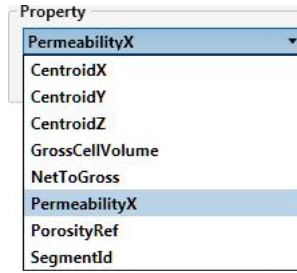 Property
PermeabilityX
CentroidX
CentroidY
CentroidZ
GrossCellVolume
NetToGross
PermeabilityX
PorosityRef
SegmentId